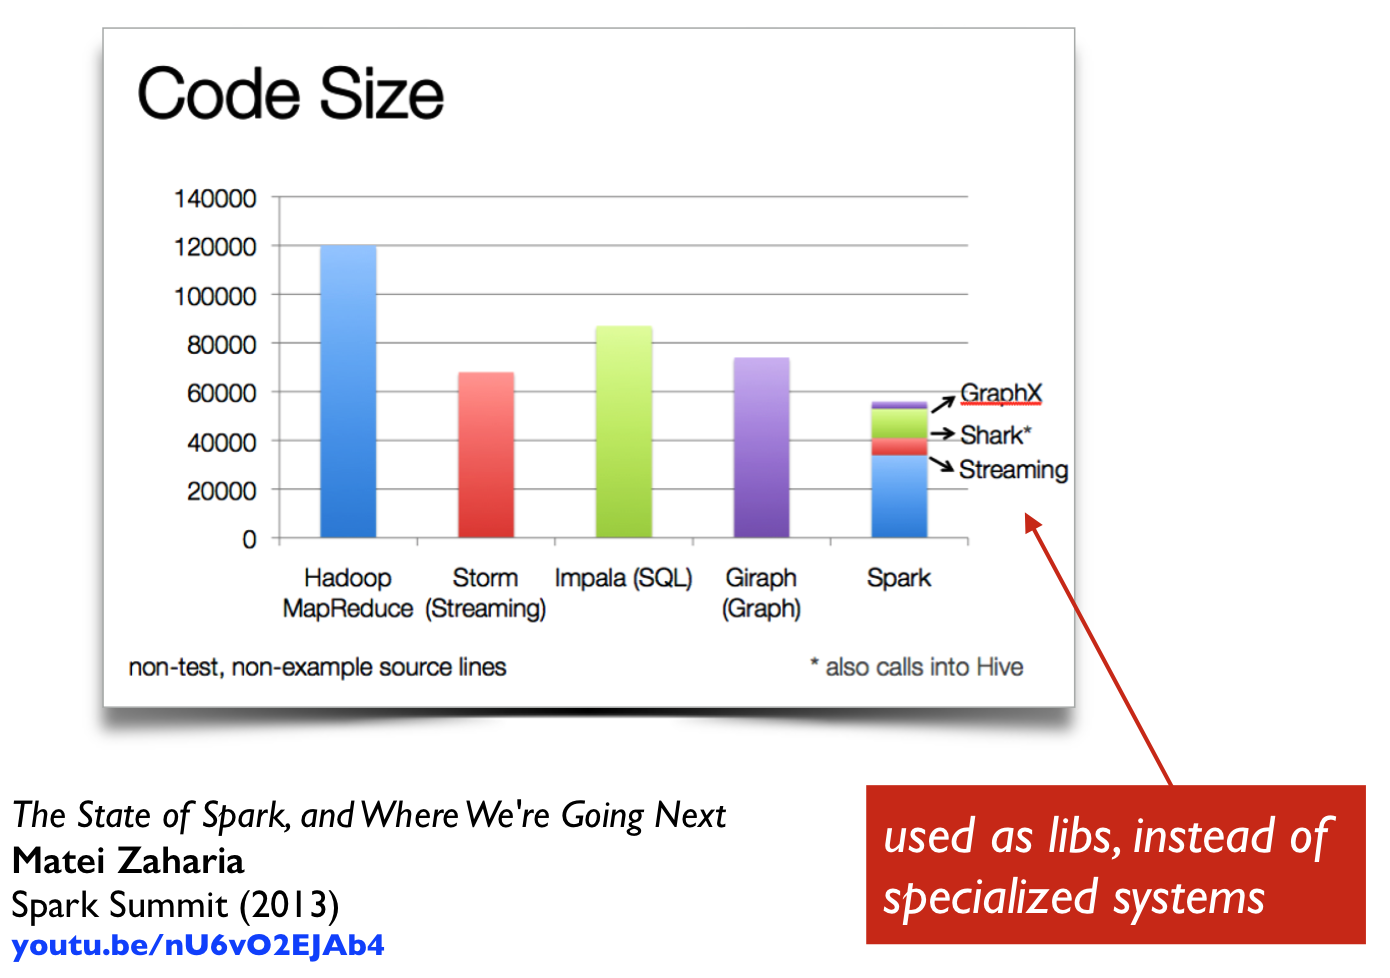 Code Size
140000
120000
100000
80000
60000
40000
20000
0
GraphX
Shark*
Streaming
Hadoop
MapReduce
Storm
(Streaming)
Impala (SQL)
Giraph
(Graph)
Spark
non-test, non-example source lines
* also calls into Hive
The State of Spark, and Where We're Going Next
Matei Zaharia
Spark Summit (2013)
youtu.be/nU6vO2EJAb4
used as libs, instead of
specialized systems